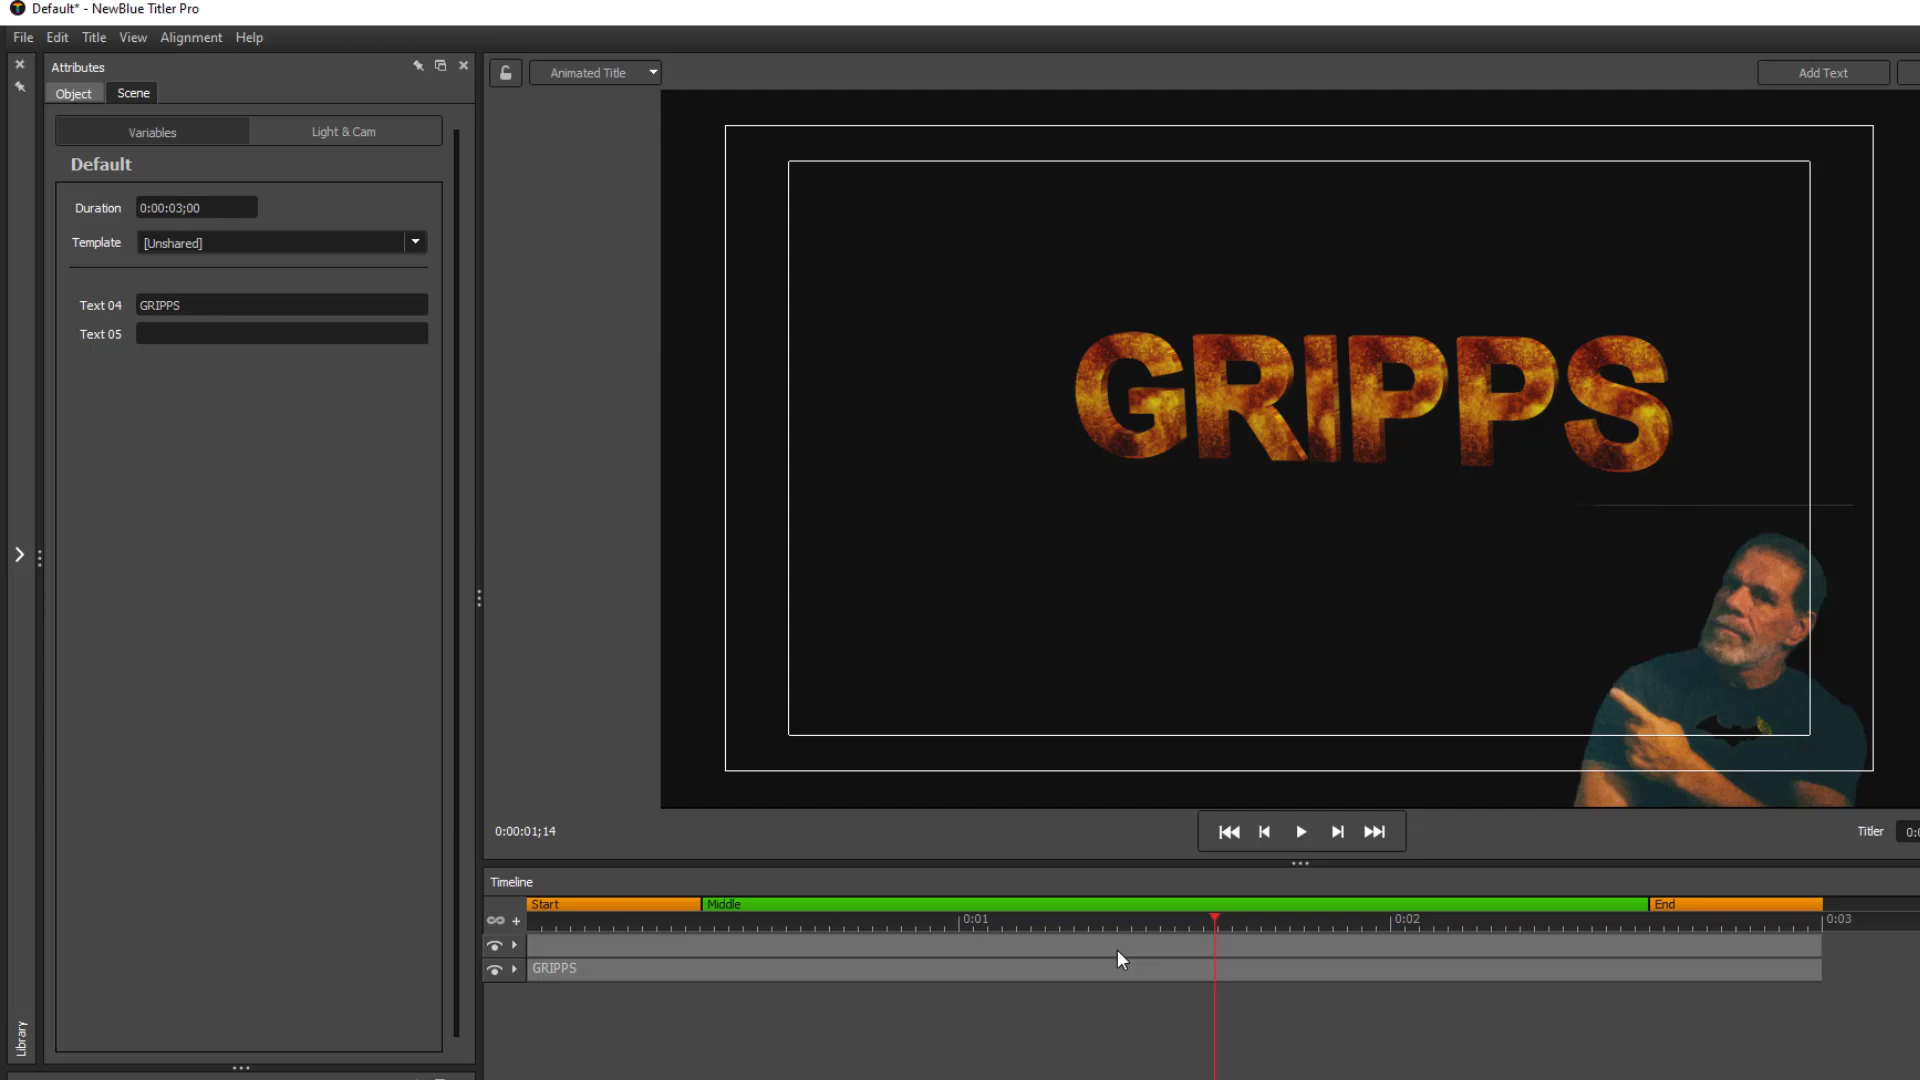 Default* - NewBlue Titler Pro
File Edit Title View Alignment Help
Attributes
Object Scene
Variables Light & Cam
Default
Duration 0:00:03;00
Template [Unshared]
Text 04 GRIPPS
Text 05
Library
Animated Title
Add Text
GRIPPS
0:00:01;14
Titler 0:0
Timeline
Start Middle End
0:01 0:02 0:03
GRIPPS